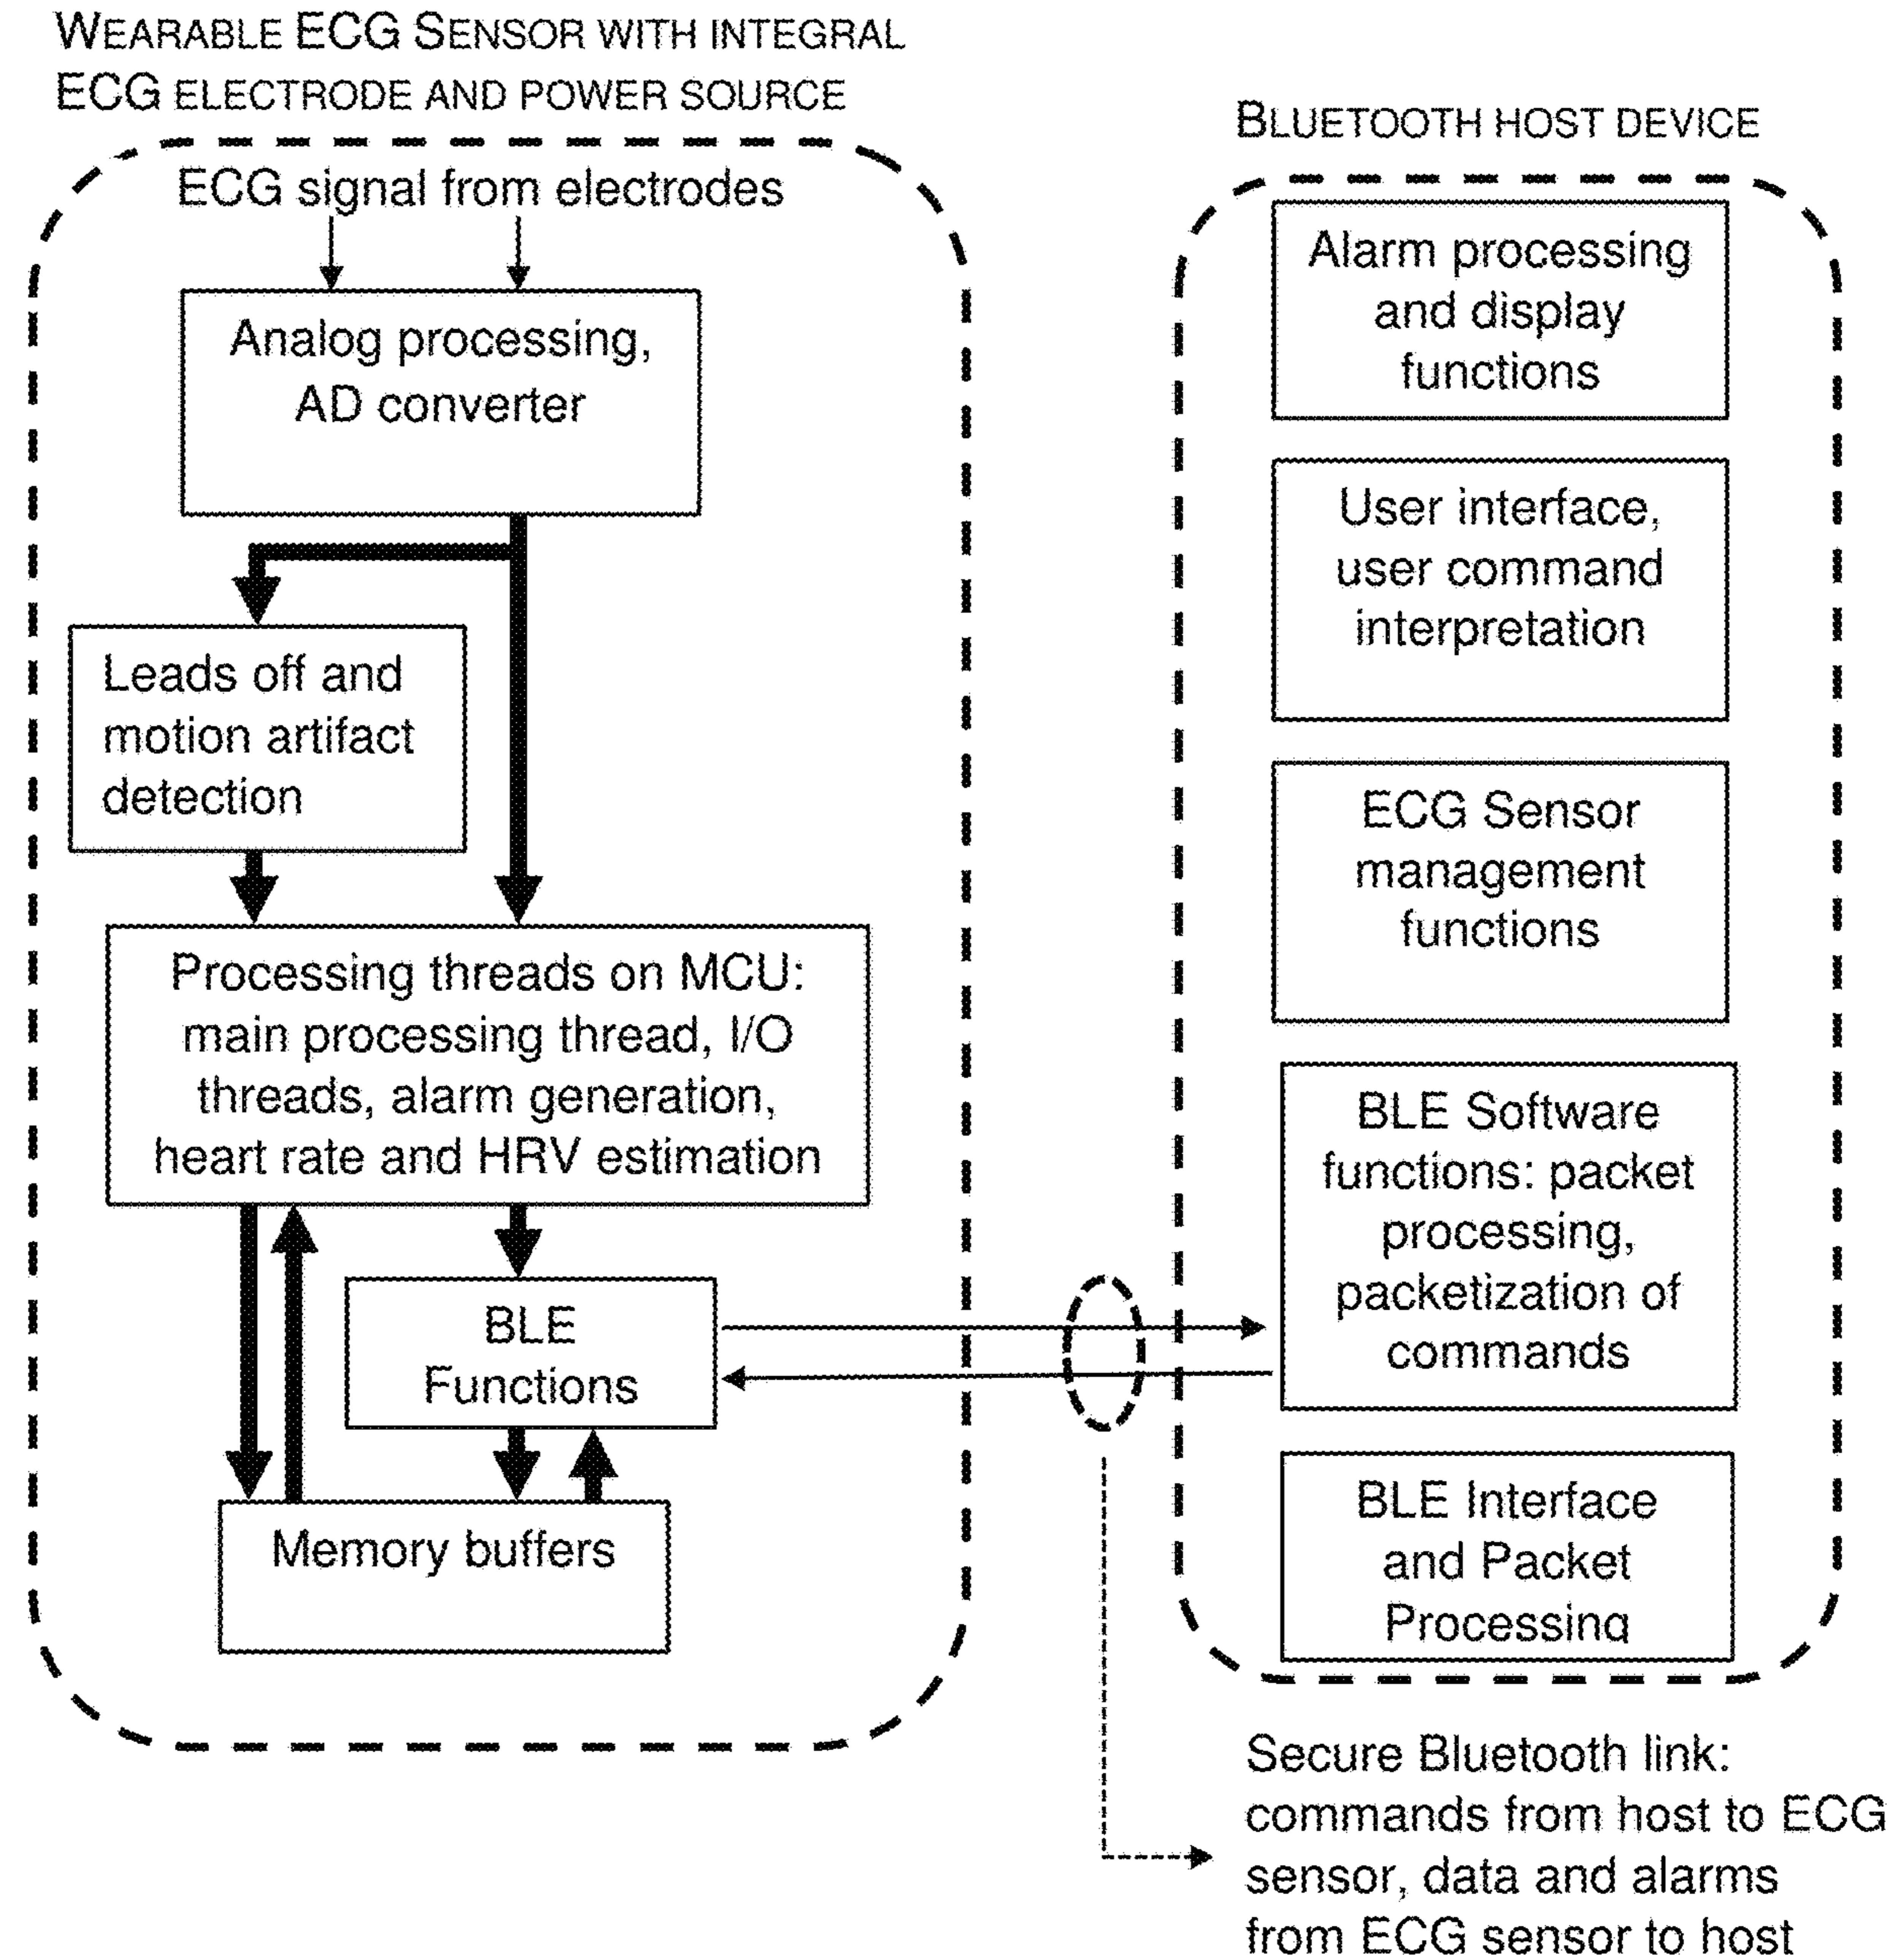 WEARABLE ECG SENSOR WITH INTEGRAL
ECG ELECTRODE AND POWER SOURCE
ECG signal from electrodes
Analog processing,
AD converter
Leads off and
motion artifact
detection
Processing threads on MCU:
main processing thread, I/O
threads, alarm generation,
heart rate and HRV estimation
BLE
Functions
Memory buffers
BLUETOOTH HOST DEVICE
Alarm processing
and display
functions
User interface,
user command
interpretation
ECG Sensor
management
functions
BLE Software
functions: packet
processing,
packetization of
commands
BLE Interface
and Packet
Processing
Secure Bluetooth link:
commands from host to ECG
sensor, data and alarms
from ECG sensor to host